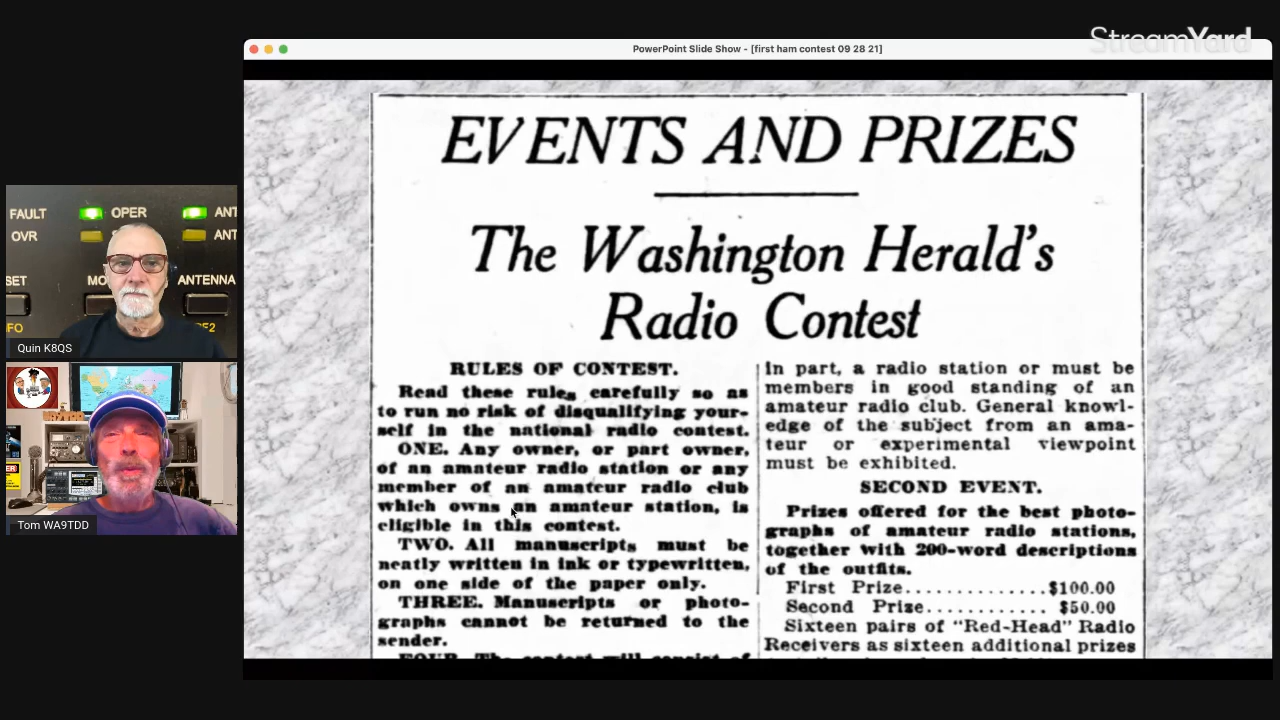 StreamYard
PowerPoint Slide Show - [first ham contest 09 28 21]
EVENTS AND PRIZES
The Washington Herald's
Radio Contest
RULES OF CONTEST.
Read these rules carefully so as
to run no risk of disqualifying your-
self in the national radio contest.
ONE. Any owner, or part owner,
of an amateur radio station or any
member of an amateur radio club
which owns an amateur station, is
eligible in this contest.
TWO. All manuscripts must be
neatly written in ink or typewritten,
on one side of the paper only.
THREE. Manuscripts or photo-
graphs cannot be returned to the
sender.
FOUR. The contest will consist of
in part, a radio station or must be
members in good standing of an
amateur radio club. General knowl-
edge of the subject from an ama-
teur or experimental viewpoint
must be exhibited.
SECOND EVENT.
Prizes offered for the best photo-
graphs of amateur radio stations,
together with 200-word descriptions
of the outfits.
First Prize.............$100.00
Second Prize............ $50.00
Sixteen pairs of "Red-Head" Radio
Receivers as sixteen additional prizes
FAULT OPER ANT
OVR ANT
SET MO ANTENNA
FO F2
Quin K8QS
Tom WA9TDD